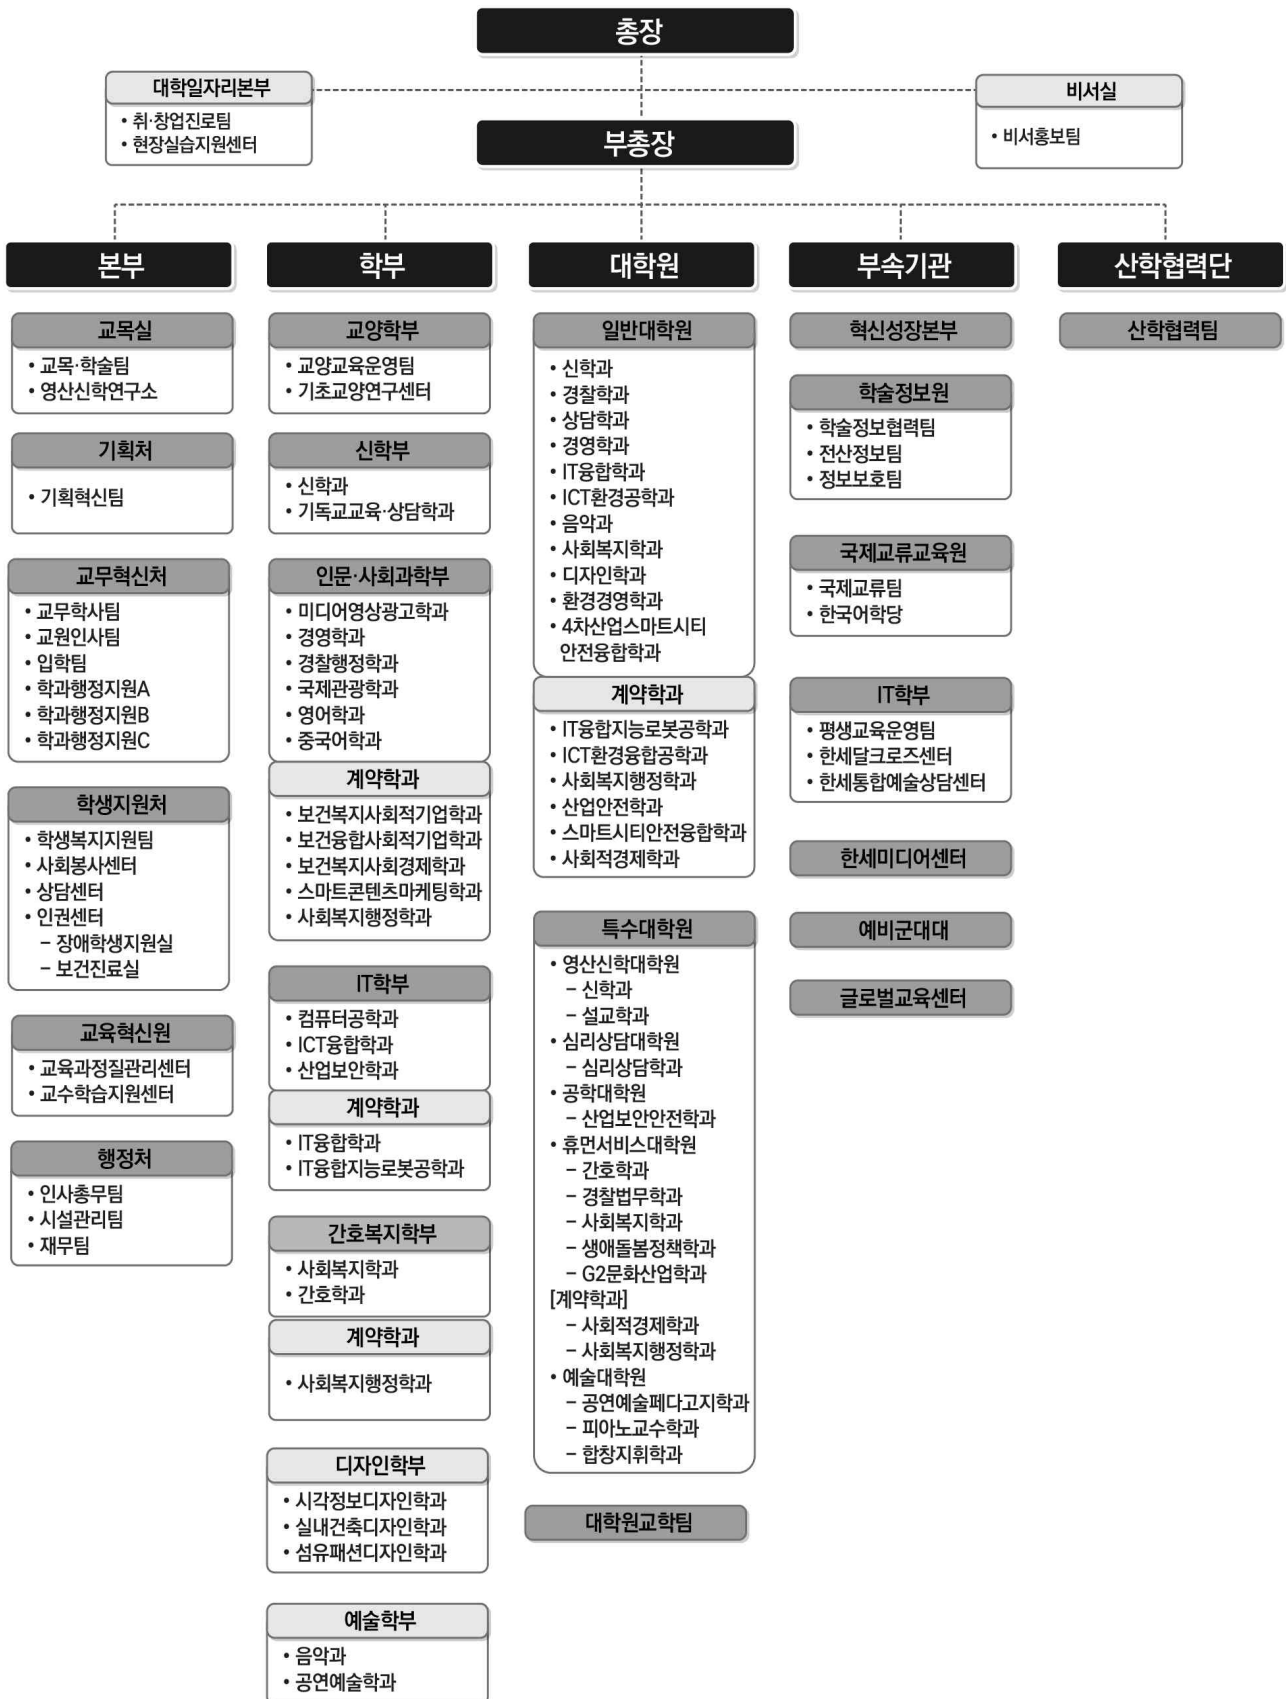 총장
대학일자리본부
• 취·창업진로팀
• 현장실습지원센터
비서실
• 비서홍보팀
부총장
본부
교목실
• 교목·학술팀
• 영산신학연구소
기획처
• 기획혁신팀
교무혁신처
• 교무학사팀
• 교원인사팀
• 입학팀
• 학과행정지원A
• 학과행정지원B
• 학과행정지원C
학생지원처
• 학생복지지원팀
• 사회봉사센터
• 상담센터
• 인권센터
– 장애학생지원실
– 보건진료실
교육혁신원
• 교육과정질관리센터
• 교수학습지원센터
행정처
• 인사총무팀
• 시설관리팀
• 재무팀
학부
교양학부
• 교양교육운영팀
• 기초교양연구센터
신학부
• 신학과
• 기독교교육·상담학과
인문·사회과학부
• 미디어영상광고학과
• 경영학과
• 경찰행정학과
• 국제관광학과
• 영어학과
• 중국어학과
계약학과
• 보건복지사회적기업학과
• 보건융합사회적기업학과
• 보건복지사회경제학과
• 스마트콘텐츠마케팅학과
• 사회복지행정학과
IT학부
• 컴퓨터공학과
• ICT융합학과
• 산업보안학과
계약학과
• IT융합학과
• IT융합지능로봇공학과
간호복지학부
• 사회복지학과
• 간호학과
계약학과
• 사회복지행정학과
디자인학부
• 시각정보디자인학과
• 실내건축디자인학과
• 섬유패션디자인학과
예술학부
• 음악과
• 공연예술학과
대학원
일반대학원
• 신학과
• 경찰학과
• 상담학과
• 경영학과
• IT융합학과
• ICT환경공학과
• 음악과
• 사회복지학과
• 디자인학과
• 환경경영학과
• 4차산업스마트시티
안전융합학과
계약학과
• IT융합지능로봇공학과
• ICT환경융합공학과
• 사회복지행정학과
• 산업안전학과
• 스마트시티안전융합학과
• 사회적경제학과
특수대학원
• 영산신학대학원
– 신학과
– 설교학과
• 심리상담대학원
– 심리상담학과
• 공학대학원
– 산업보안안전학과
• 휴먼서비스대학원
– 간호학과
– 경찰법무학과
– 사회복지학과
– 생애돌봄정책학과
– G2문화산업학과
[계약학과]
– 사회적경제학과
– 사회복지행정학과
• 예술대학원
– 공연예술페다고지학과
– 피아노교수학과
– 합창지휘학과
대학원교학팀
부속기관
혁신성장본부
학술정보원
• 학술정보협력팀
• 전산정보팀
• 정보보호팀
국제교류교육원
• 국제교류팀
• 한국어학당
IT학부
• 평생교육운영팀
• 한세달크로즈센터
• 한세통합예술상담센터
한세미디어센터
예비군대대
글로벌교육센터
산학협력단
산학협력팀